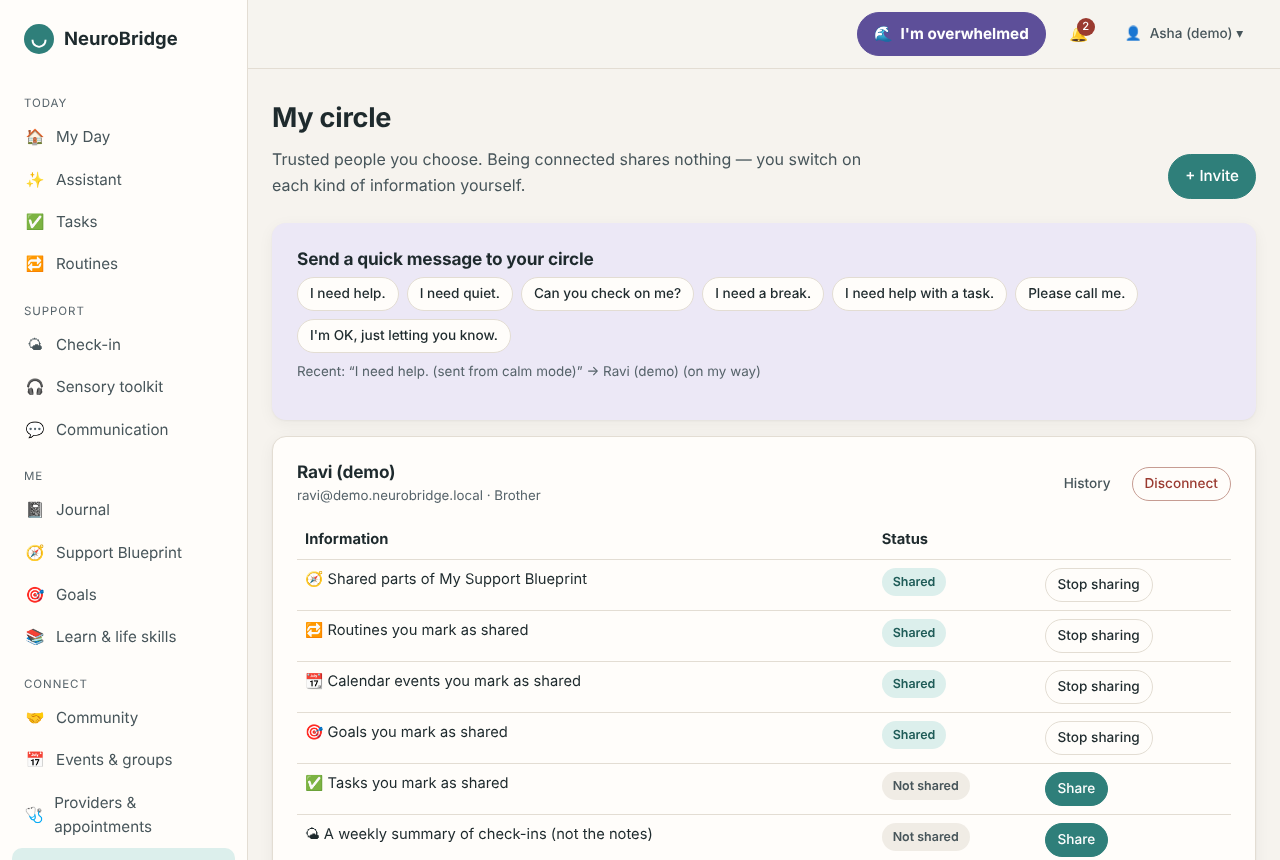 NeuroBridge
I'm overwhelmed
2
Asha (demo) ▾
TODAY
My Day
Assistant
Tasks
Routines
SUPPORT
Check-in
Sensory toolkit
Communication
ME
Journal
Support Blueprint
Goals
Learn & life skills
CONNECT
Community
Events & groups
Providers &
appointments
My circle
Trusted people you choose. Being connected shares nothing — you switch on
each kind of information yourself.
+ Invite
Send a quick message to your circle
I need help. I need quiet. Can you check on me? I need a break. I need help with a task. Please call me.
I'm OK, just letting you know.
Recent: “I need help. (sent from calm mode)” → Ravi (demo) (on my way)
Ravi (demo)
ravi@demo.neurobridge.local · Brother
History Disconnect
Information Status
Shared parts of My Support Blueprint Shared Stop sharing
Routines you mark as shared Shared Stop sharing
Calendar events you mark as shared Shared Stop sharing
Goals you mark as shared Shared Stop sharing
Tasks you mark as shared Not shared Share
A weekly summary of check-ins (not the notes) Not shared Share